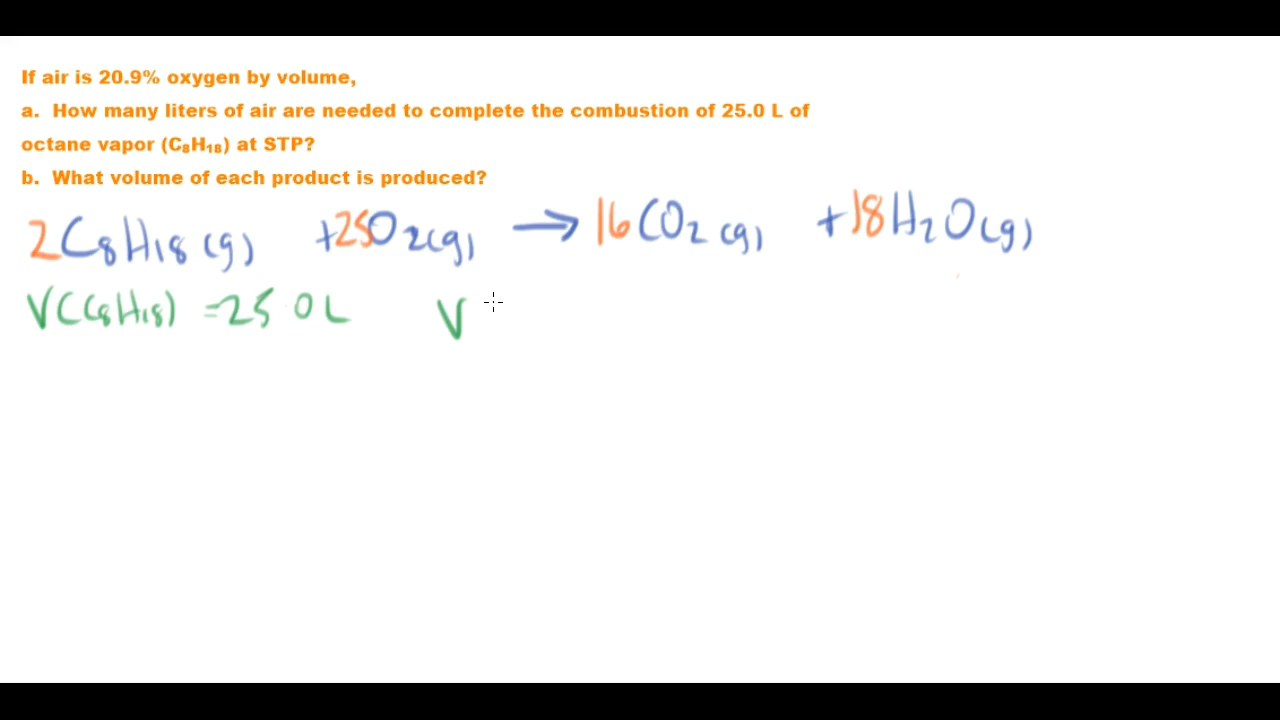 If air is 20.9% oxygen by volume,
a. How many liters of air are needed to complete the combustion of 25.0 L of
octane vapor (C₈H₁₈) at STP?
b. What volume of each product is produced?
2C₈H₁₈(g) +25O₂(g) → 16CO₂(g) +18H₂O(g)
V(C₈H₁₈) = 25.0L V